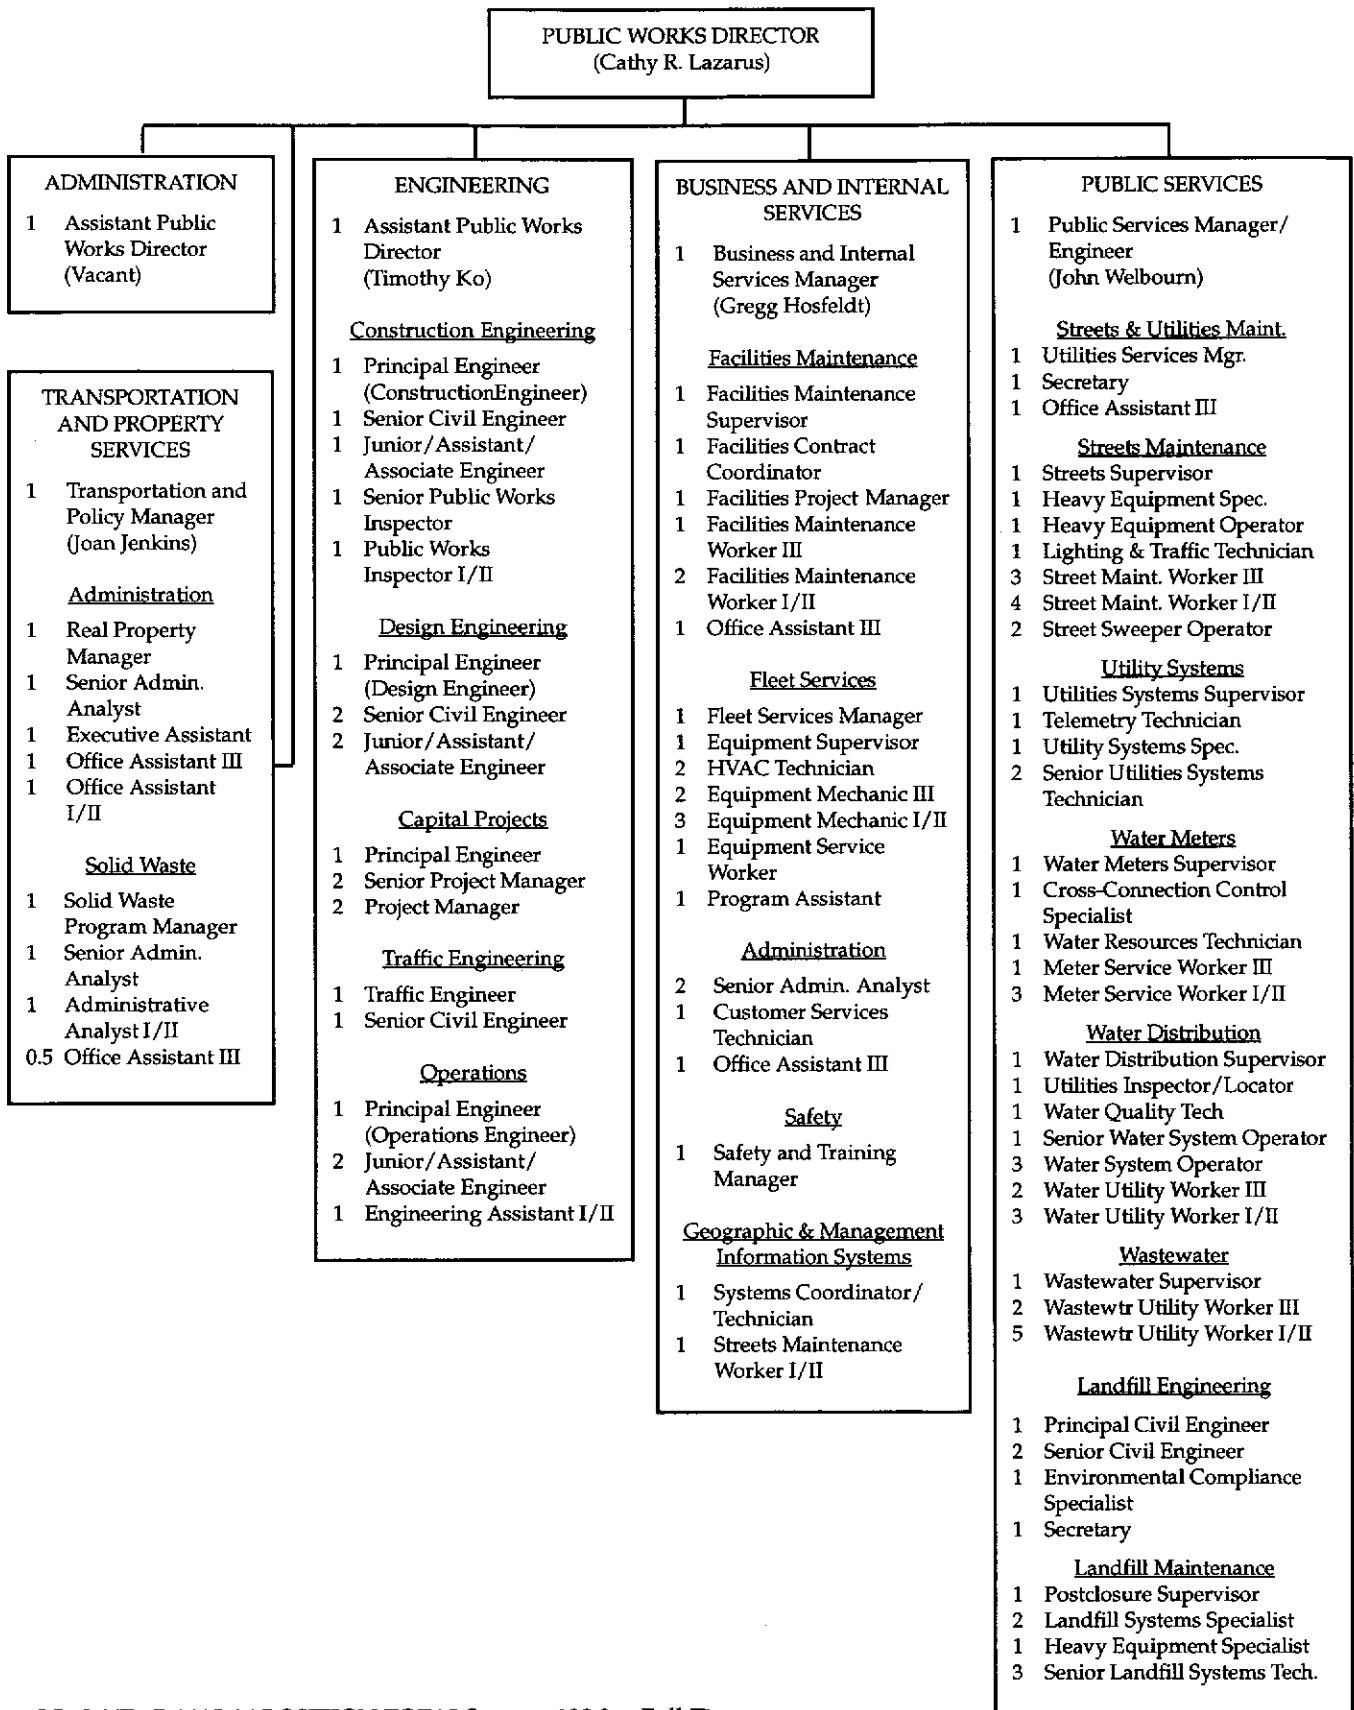 PUBLIC WORKS DIRECTOR
(Cathy R. Lazarus)
ADMINISTRATION
1 Assistant Public
Works Director
(Vacant)
TRANSPORTATION
AND PROPERTY
SERVICES
1 Transportation and
Policy Manager
(Joan Jenkins)
Administration
1 Real Property
Manager
1 Senior Admin.
Analyst
1 Executive Assistant
1 Office Assistant III
1 Office Assistant
I/II
Solid Waste
1 Solid Waste
Program Manager
1 Senior Admin.
Analyst
1 Administrative
Analyst I/II
0.5 Office Assistant III
ENGINEERING
1 Assistant Public Works
Director
(Timothy Ko)
Construction Engineering
1 Principal Engineer
(ConstructionEngineer)
1 Senior Civil Engineer
1 Junior/Assistant/
Associate Engineer
1 Senior Public Works
Inspector
1 Public Works
Inspector I/II
Design Engineering
1 Principal Engineer
(Design Engineer)
2 Senior Civil Engineer
2 Junior/Assistant/
Associate Engineer
Capital Projects
1 Principal Engineer
2 Senior Project Manager
2 Project Manager
Traffic Engineering
1 Traffic Engineer
1 Senior Civil Engineer
Operations
1 Principal Engineer
(Operations Engineer)
2 Junior/Assistant/
Associate Engineer
1 Engineering Assistant I/II
BUSINESS AND INTERNAL
SERVICES
1 Business and Internal
Services Manager
(Gregg Hosfeldt)
Facilities Maintenance
1 Facilities Maintenance
Supervisor
1 Facilities Contract
Coordinator
1 Facilities Project Manager
1 Facilities Maintenance
Worker III
2 Facilities Maintenance
Worker I/II
1 Office Assistant III
Fleet Services
1 Fleet Services Manager
1 Equipment Supervisor
2 HVAC Technician
2 Equipment Mechanic III
3 Equipment Mechanic I/II
1 Equipment Service
Worker
1 Program Assistant
Administration
2 Senior Admin. Analyst
1 Customer Services
Technician
1 Office Assistant III
Safety
1 Safety and Training
Manager
Geographic & Management
Information Systems
1 Systems Coordinator/
Technician
1 Streets Maintenance
Worker I/II
PUBLIC SERVICES
1 Public Services Manager/
Engineer
(John Welbourn)
Streets & Utilities Maint.
1 Utilities Services Mgr.
1 Secretary
1 Office Assistant III
Streets Maintenance
1 Streets Supervisor
1 Heavy Equipment Spec.
1 Heavy Equipment Operator
1 Lighting & Traffic Technician
3 Street Maint. Worker III
4 Street Maint. Worker I/II
2 Street Sweeper Operator
Utility Systems
1 Utilities Systems Supervisor
1 Telemetry Technician
1 Utility Systems Spec.
2 Senior Utilities Systems
Technician
Water Meters
1 Water Meters Supervisor
1 Cross-Connection Control
Specialist
1 Water Resources Technician
1 Meter Service Worker III
3 Meter Service Worker I/II
Water Distribution
1 Water Distribution Supervisor
1 Utilities Inspector/Locator
1 Water Quality Tech
1 Senior Water System Operator
3 Water System Operator
2 Water Utility Worker III
3 Water Utility Worker I/II
Wastewater
1 Wastewater Supervisor
2 Wastewtr Utility Worker III
5 Wastewtr Utility Worker I/II
Landfill Engineering
1 Principal Civil Engineer
2 Senior Civil Engineer
1 Environmental Compliance
Specialist
1 Secretary
Landfill Maintenance
1 Postclosure Supervisor
2 Landfill Systems Specialist
1 Heavy Equipment Specialist
3 Senior Landfill Systems Tech.